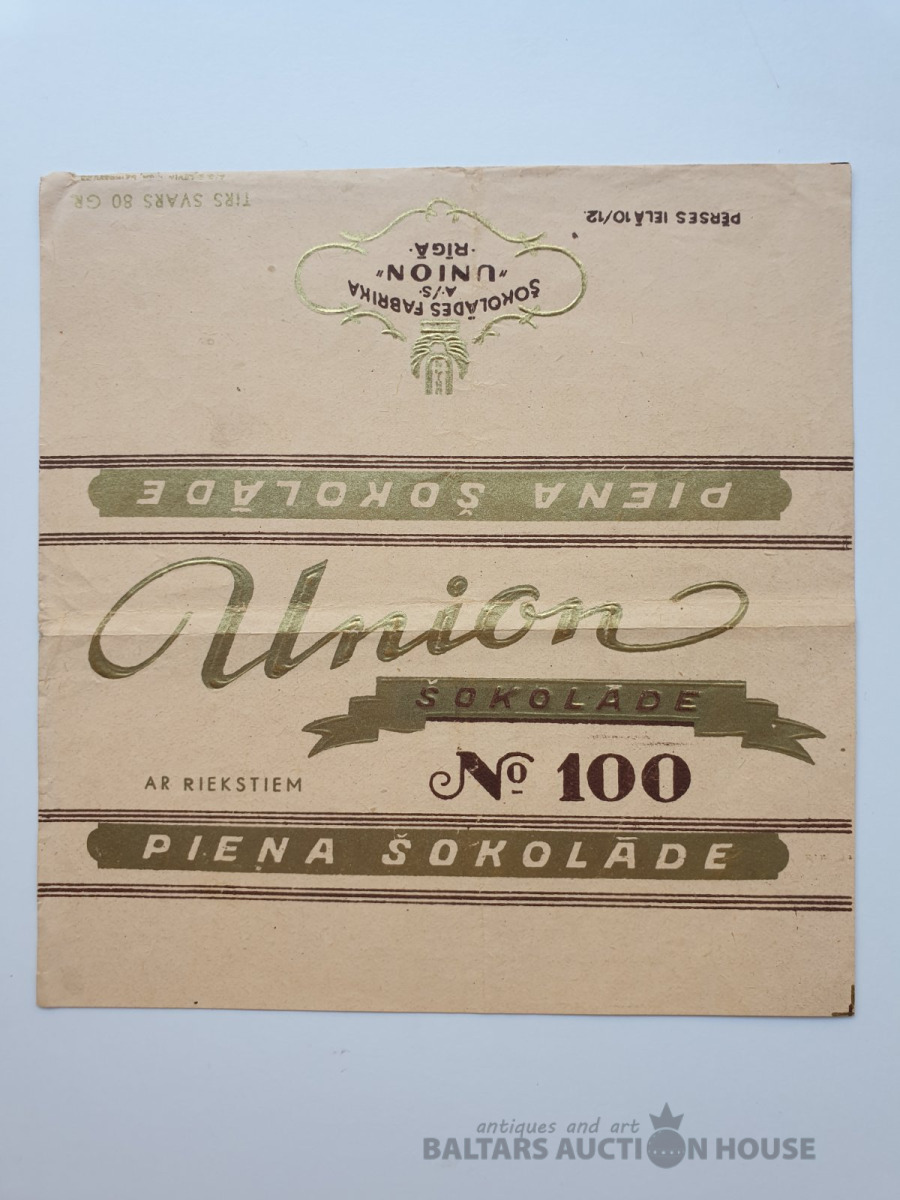 TĪRS SVARS 80 GR.
PĒRSES IELĀ 10/12.
ŠOKOLĀDES FABRIKA
A/S.
"UNION"
·RĪGĀ·
PIENA ŠOKOLĀDE
Union
ŠOKOLĀDE
No 100
AR RIEKSTIEM
PIEŅA ŠOKOLĀDE
antiques and art
BALTARS AUCTION HOUSE